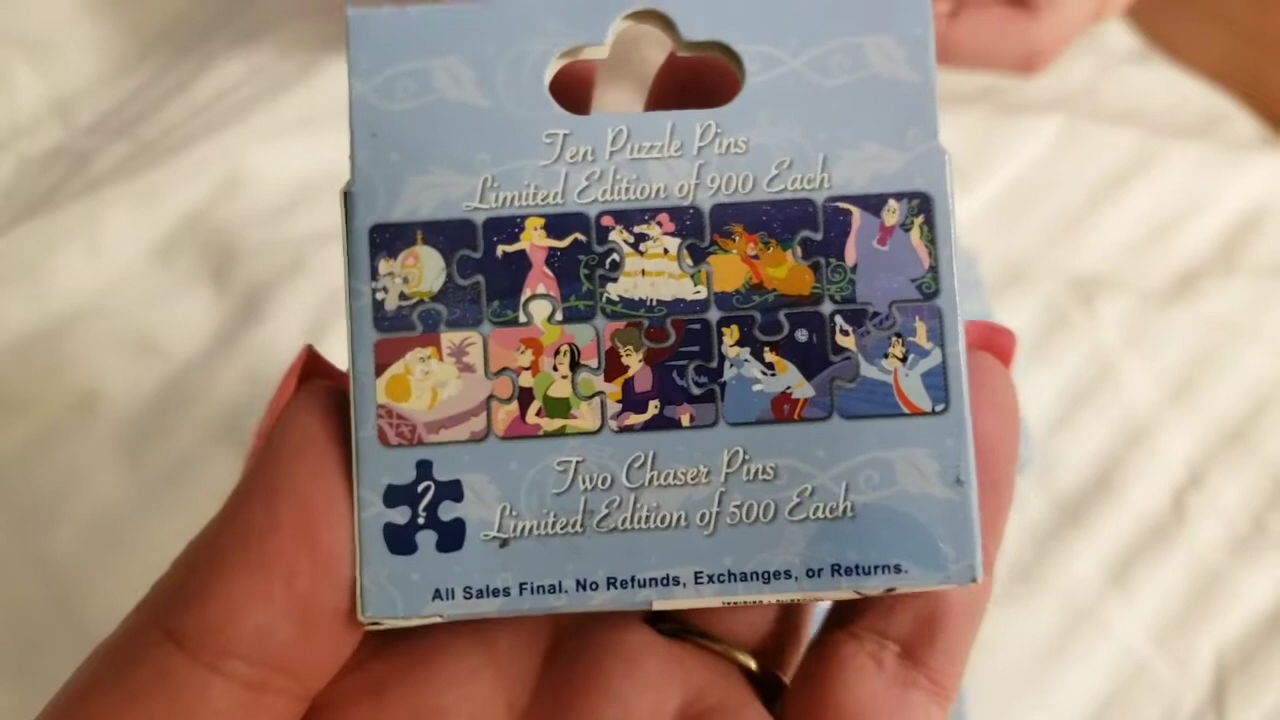 Ten Puzzle Pins
Limited Edition of 900 Each
?
Two Chaser Pins
Limited Edition of 500 Each
All Sales Final. No Refunds, Exchanges, or Returns.